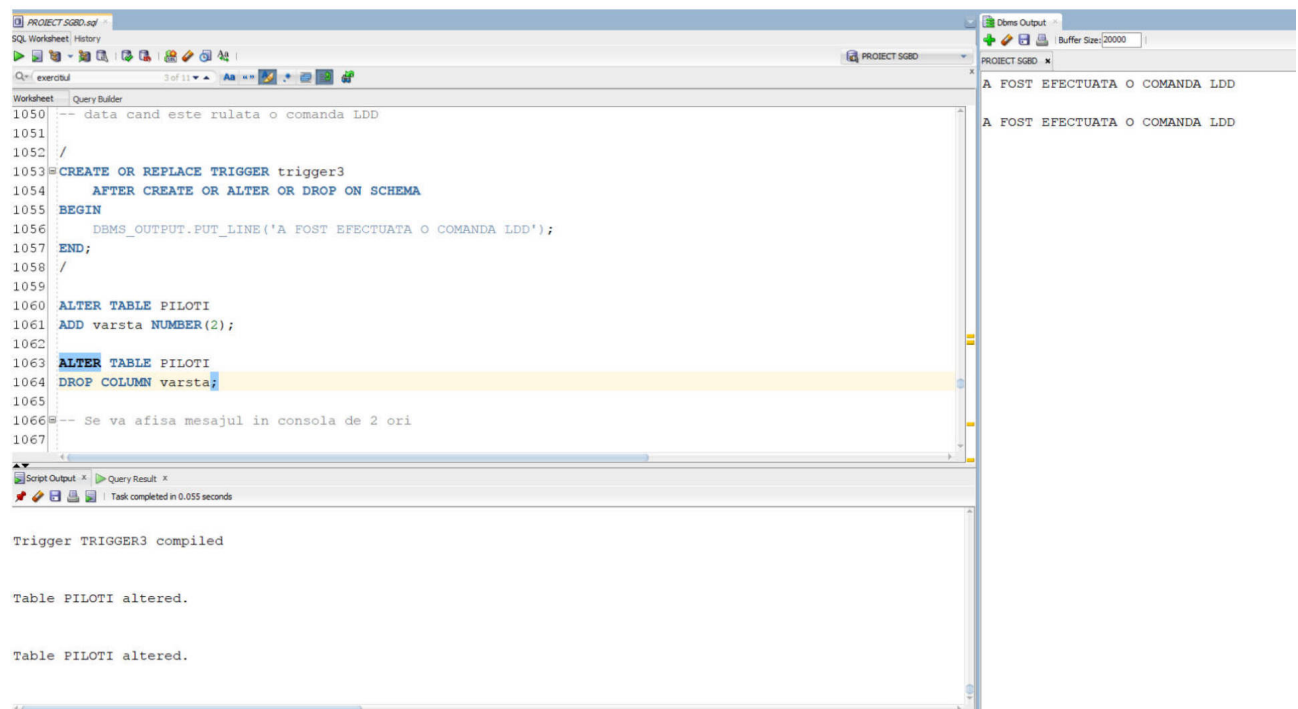 PROIECT SGBD.sql
SQL Worksheet History
PROIECT SGBD
exercitiul 3 of 11 Aa
Worksheet Query Builder
1050 -- data cand este rulata o comanda LDD
1051
1052 /
1053 CREATE OR REPLACE TRIGGER trigger3
1054 AFTER CREATE OR ALTER OR DROP ON SCHEMA
1055 BEGIN
1056 DBMS_OUTPUT.PUT_LINE('A FOST EFECTUATA O COMANDA LDD');
1057 END;
1058 /
1059
1060 ALTER TABLE PILOTI
1061 ADD varsta NUMBER(2);
1062
1063 ALTER TABLE PILOTI
1064 DROP COLUMN varsta;
1065
1066 -- Se va afisa mesajul in consola de 2 ori
1067
Script Output x Query Result x
Task completed in 0.055 seconds
Trigger TRIGGER3 compiled
Table PILOTI altered.
Table PILOTI altered.
Dbms Output x
Buffer Size: 20000
PROIECT SGBD x
A FOST EFECTUATA O COMANDA LDD
A FOST EFECTUATA O COMANDA LDD